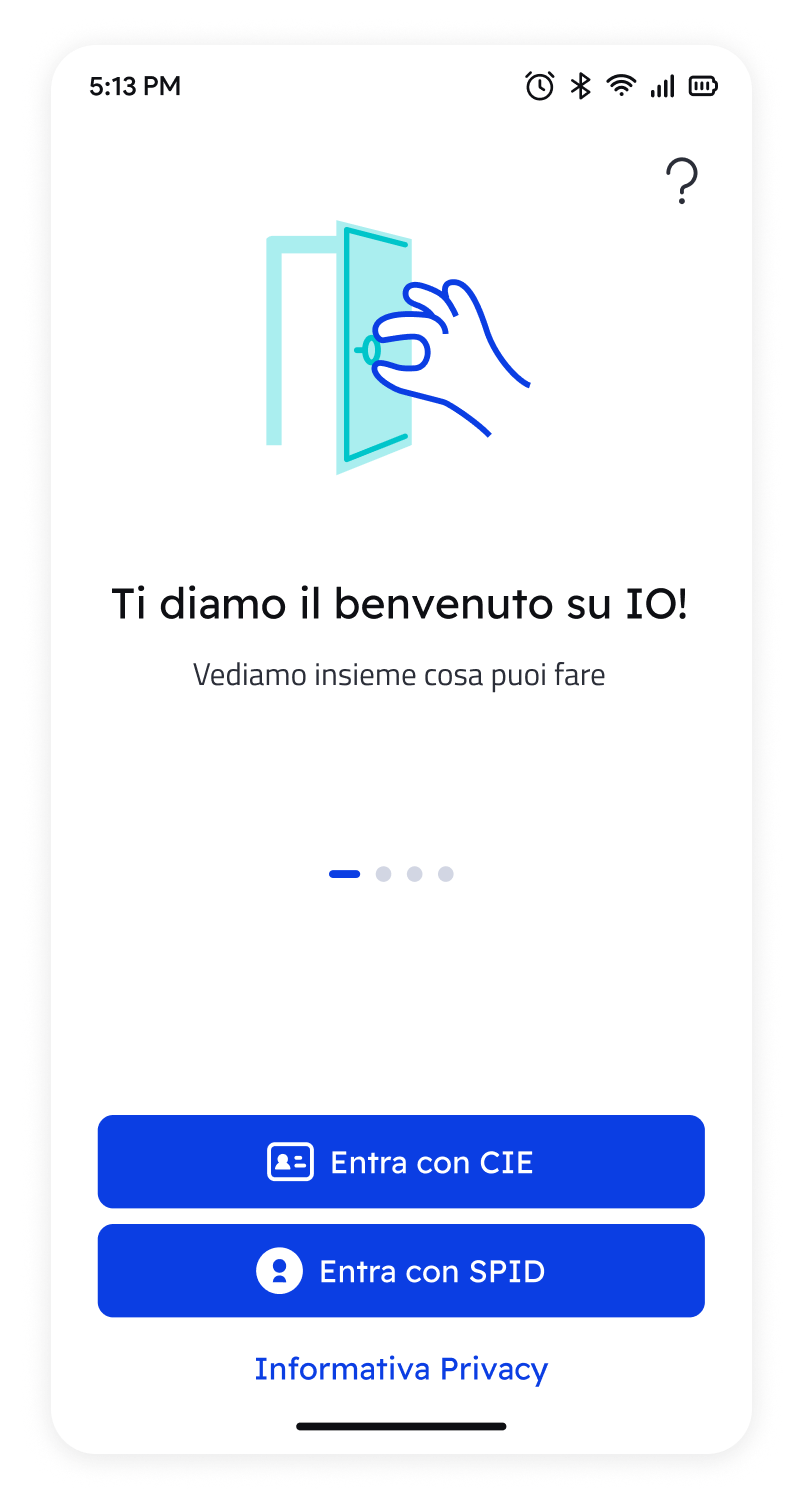 5:13 PM
?
Ti diamo il benvenuto su IO!
Vediamo insieme cosa puoi fare
Entra con CIE
Entra con SPID
Informativa Privacy